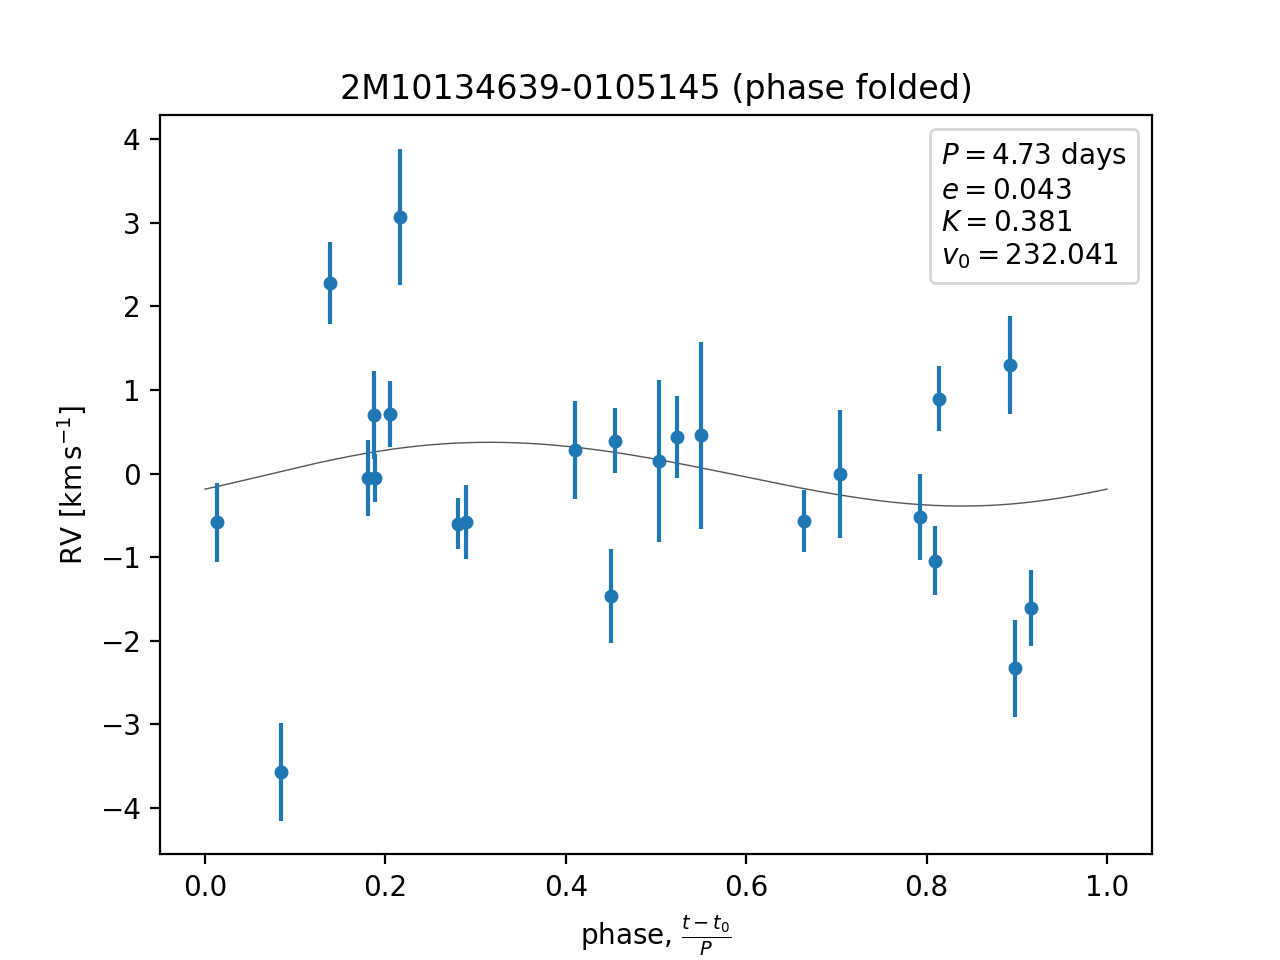 2M10134639-0105145 (phase folded)
P = 4.73 days
e = 0.043
K = 0.381
v₀ = 232.041
4
3
2
1
0
−1
−2
−3
−4
RV [km s⁻¹]
0.0 0.2 0.4 0.6 0.8 1.0
phase, (t − t₀)/P